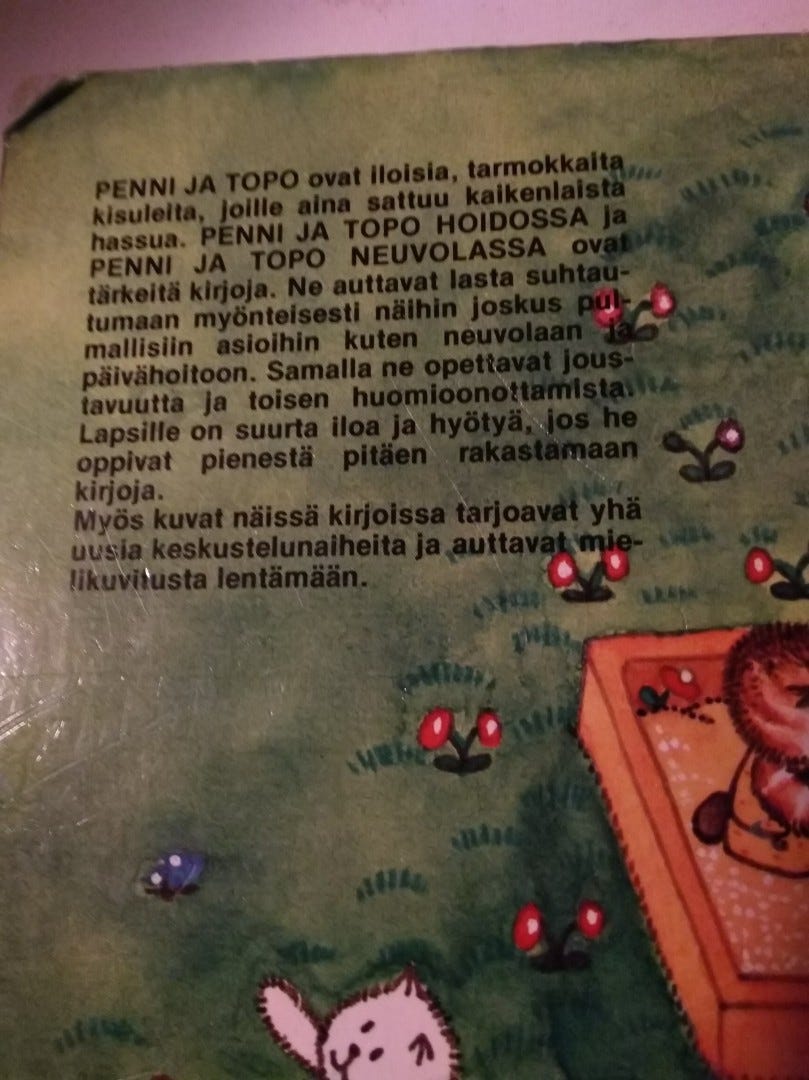 PENNI JA TOPO ovat iloisia, tarmokkaita
kisuleita, joille aina sattuu kaikenlaista
hassua. PENNI JA TOPO HOIDOSSA ja
PENNI JA TOPO NEUVOLASSA ovat
tärkeitä kirjoja. Ne auttavat lasta suhtau-
tumaan myönteisesti näihin joskus pul-
mallisiin asioihin kuten neuvolaan ja
päivähoitoon. Samalla ne opettavat jous-
tavuutta ja toisen huomioonottamista.
Lapsille on suurta iloa ja hyötyä, jos he
oppivat pienestä pitäen rakastamaan
kirjoja.
Myös kuvat näissä kirjoissa tarjoavat yhä
uusia keskustelunaiheita ja auttavat mie-
likuvitusta lentämään.